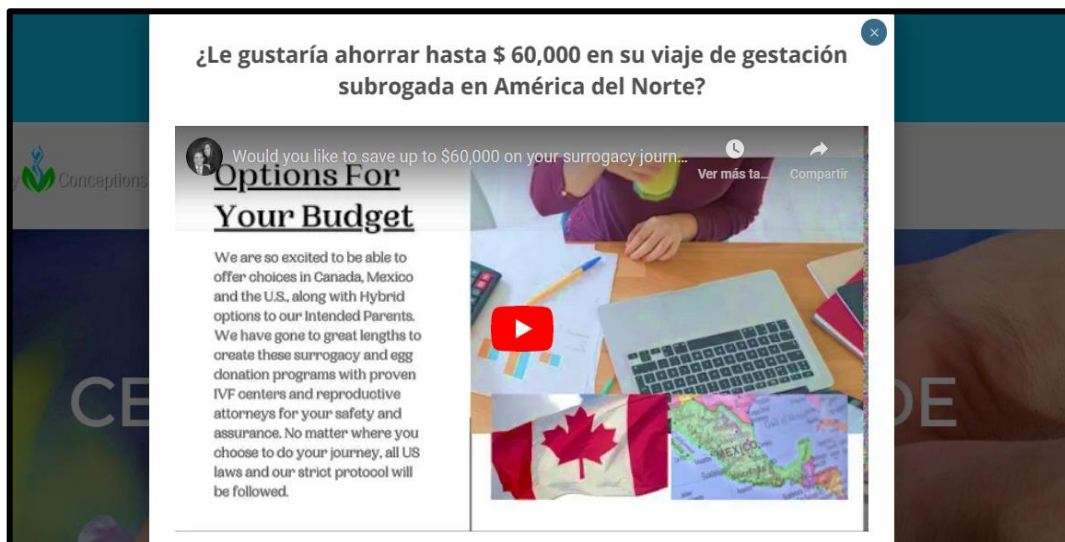 ¿Le gustaría ahorrar hasta $ 60,000 en su viaje de gestación
subrogada en América del Norte?
Would you like to save up to $60,000 on your surrogacy journ...
Ver más ta...
Compartir
Conceptions
Options For
Your Budget
We are so excited to be able to
offer choices in Canada, Mexico
and the U.S., along with Hybrid
options to our Intended Parents.
We have gone to great lengths to
create these surrogacy and egg
donation programs with proven
IVF centers and reproductive
attorneys for your safety and
assurance. No matter where you
choose to do your journey, all US
laws and our strict protocol will
be followed.
CE
DE
MEXICO